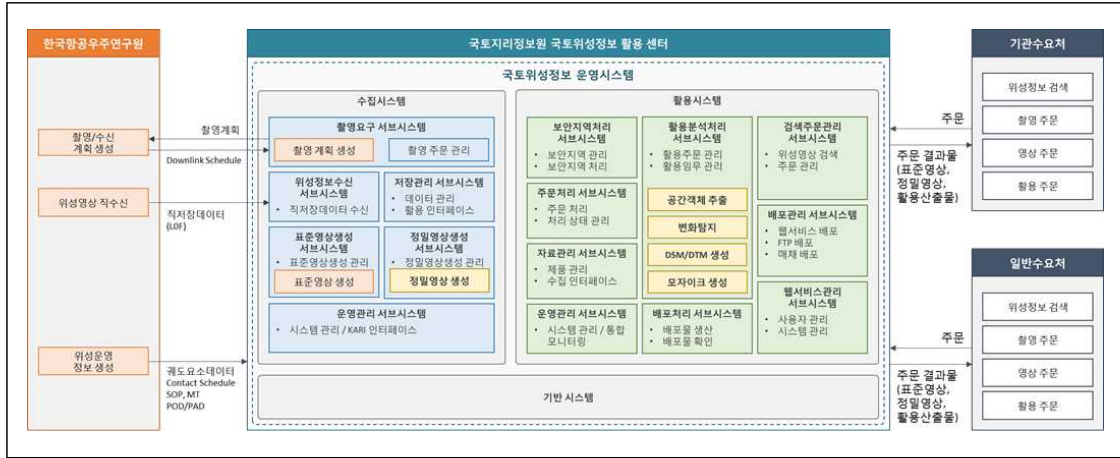 한국항공우주연구원
촬영/수신
계획 생성
위성영상 직수신
위성운영
정보 생성
촬영계획
Downlink Schedule
직저장데이터
(LOF)
궤도요소데이터
Contact Schedule
SOP, MT
POD/PAD
국토지리정보원 국토위성정보 활용 센터
국토위성정보 운영시스템
수집시스템
촬영요구 서브시스템
촬영 계획 생성
촬영 주문 관리
위성정보수신
서브시스템
• 직저장데이터 수신
저장관리 서브시스템
• 데이터 관리
• 활용 인터페이스
표준영상생성
서브시스템
• 표준영상생성 관리
표준영상 생성
정밀영상생성
서브시스템
• 정밀영상생성 관리
정밀영상 생성
운영관리 서브시스템
• 시스템 관리 / KARI 인터페이스
활용시스템
보안지역처리
서브시스템
• 보안지역 관리
• 보안지역 처리
주문처리 서브시스템
• 주문 처리
• 처리 상태 관리
자료관리 서브시스템
• 제품 관리
• 수집 인터페이스
운영관리 서브시스템
• 시스템 관리 / 통합
모니터링
활용분석처리
서브시스템
• 활용주문 관리
• 활용임무 관리
공간객체 추출
변화탐지
DSM/DTM 생성
모자이크 생성
배포처리 서브시스템
• 배포물 생산
• 배포물 확인
검색주문관리
서브시스템
• 위성영상 검색
• 주문 관리
배포관리 서브시스템
• 웹서비스 배포
• FTP 배포
• 매체 배포
웹서비스관리
서브시스템
• 사용자 관리
• 시스템 관리
기반 시스템
주문
주문 결과물
(표준영상,
정밀영상,
활용산출물)
주문
주문 결과물
(표준영상,
정밀영상,
활용산출물)
기관수요처
위성정보 검색
촬영 주문
영상 주문
활용 주문
일반수요처
위성정보 검색
촬영 주문
영상 주문
활용 주문